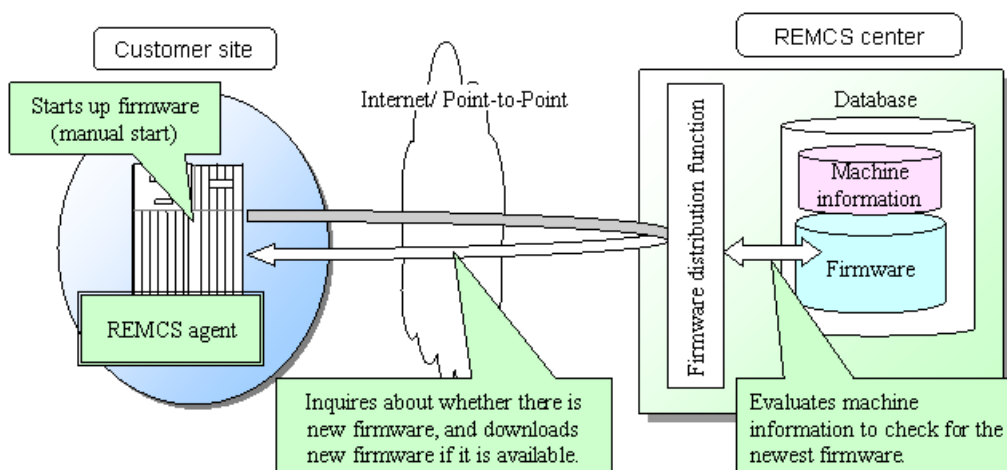 Customer site
REMCS center
Starts up firmware
(manual start)
Internet/ Point-to-Point
Database
Machine
information
Firmware
Firmware distribution function
REMCS agent
Inquires about whether there is
new firmware, and downloads
new firmware if it is available.
Evaluates machine
information to check for the
newest firmware.